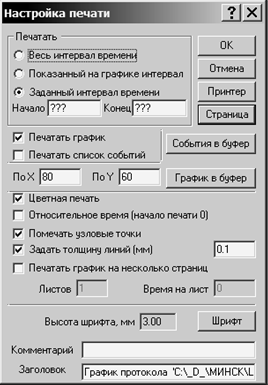 Настройка печати
Печатать
Весь интервал времени
Показанный на графике интервал
Заданный интервал времени
Начало ??? Конец ???
OK
Отмена
Принтер
Страница
Печатать график
Печатать список событий
События в буфер
По X 80 По Y 60
График в буфер
Цветная печать
Относительное время (начало печати 0)
Помечать узловые точки
Задать толщину линий (мм) 0.1
Печатать график на несколько страниц
Листов 1 Время на лист 0
Высота шрифта, мм 3.00 Шрифт
Комментарий
Заголовок График протокола 'C:\_D_\МИНСК\L